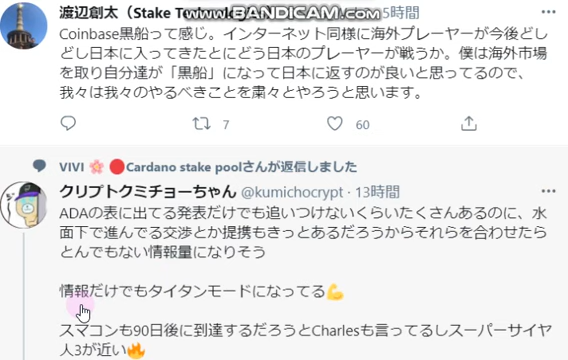 渡辺創太（Stake Te
www.BANDICAM.com
5時間
Coinbase黒船って感じ。インターネット同様に海外プレーヤーが今後どし
どし日本に入ってきたとにどう日本のプレーヤーが戦うか。僕は海外市場
を取り自分達が「黒船」になって日本に返すのが良いと思ってるので、
我々は我々のやるべきことを粛々とやろうと思います。
7 60
VIVI 🌸 🔴Cardano stake poolさんが返信しました
クリプトクミチョーちゃん @kumichocrypt · 13時間
ADAの表に出てる発表だけでも追いつけないくらいたくさんあるのに、水
面下で進んでる交渉とか提携もきっとあるだろうからそれらを合わせたら
とんでもない情報量になりそう
情報だけでもタイタンモードになってる💪
スマコンも90日後に到達するだろうとCharlesも言ってるしスーパーサイヤ
人3が近い🔥